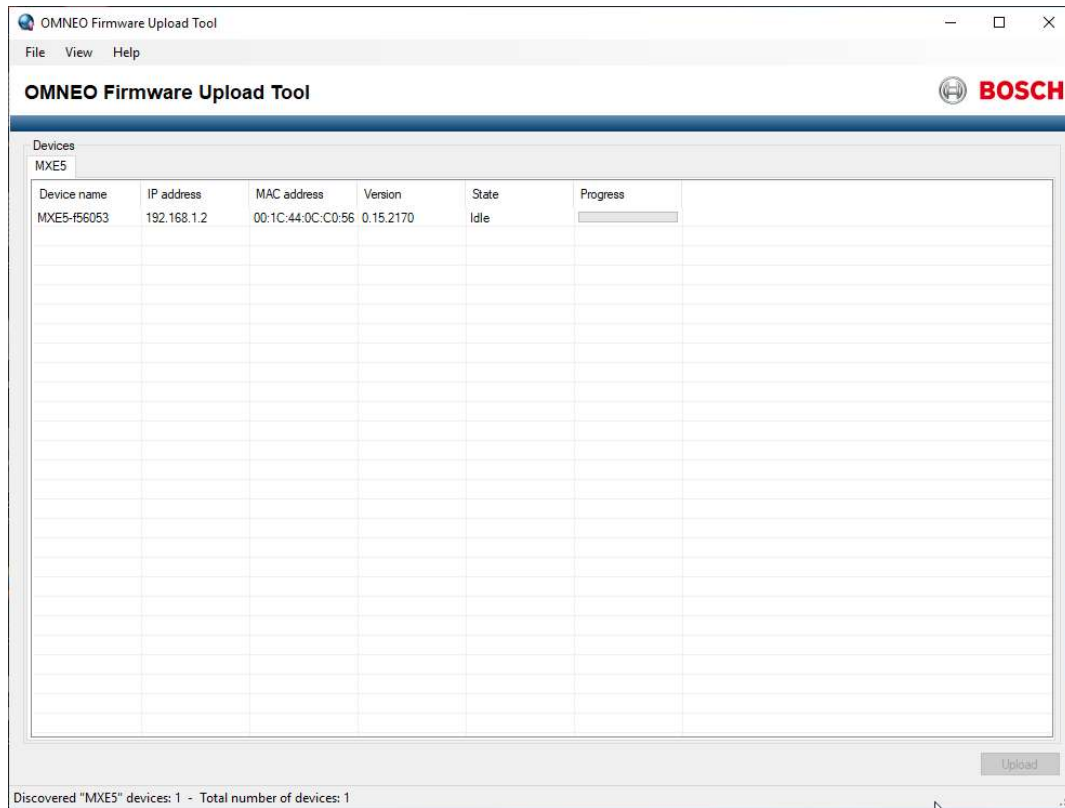 OMNEO Firmware Upload Tool
File View Help
OMNEO Firmware Upload Tool
BOSCH
Devices
MXE5
Device name IP address MAC address Version State Progress
MXE5-f56053 192.168.1.2 00:1C:44:0C:C0:56 0.15.2170 Idle
Upload
Discovered "MXE5" devices: 1 - Total number of devices: 1